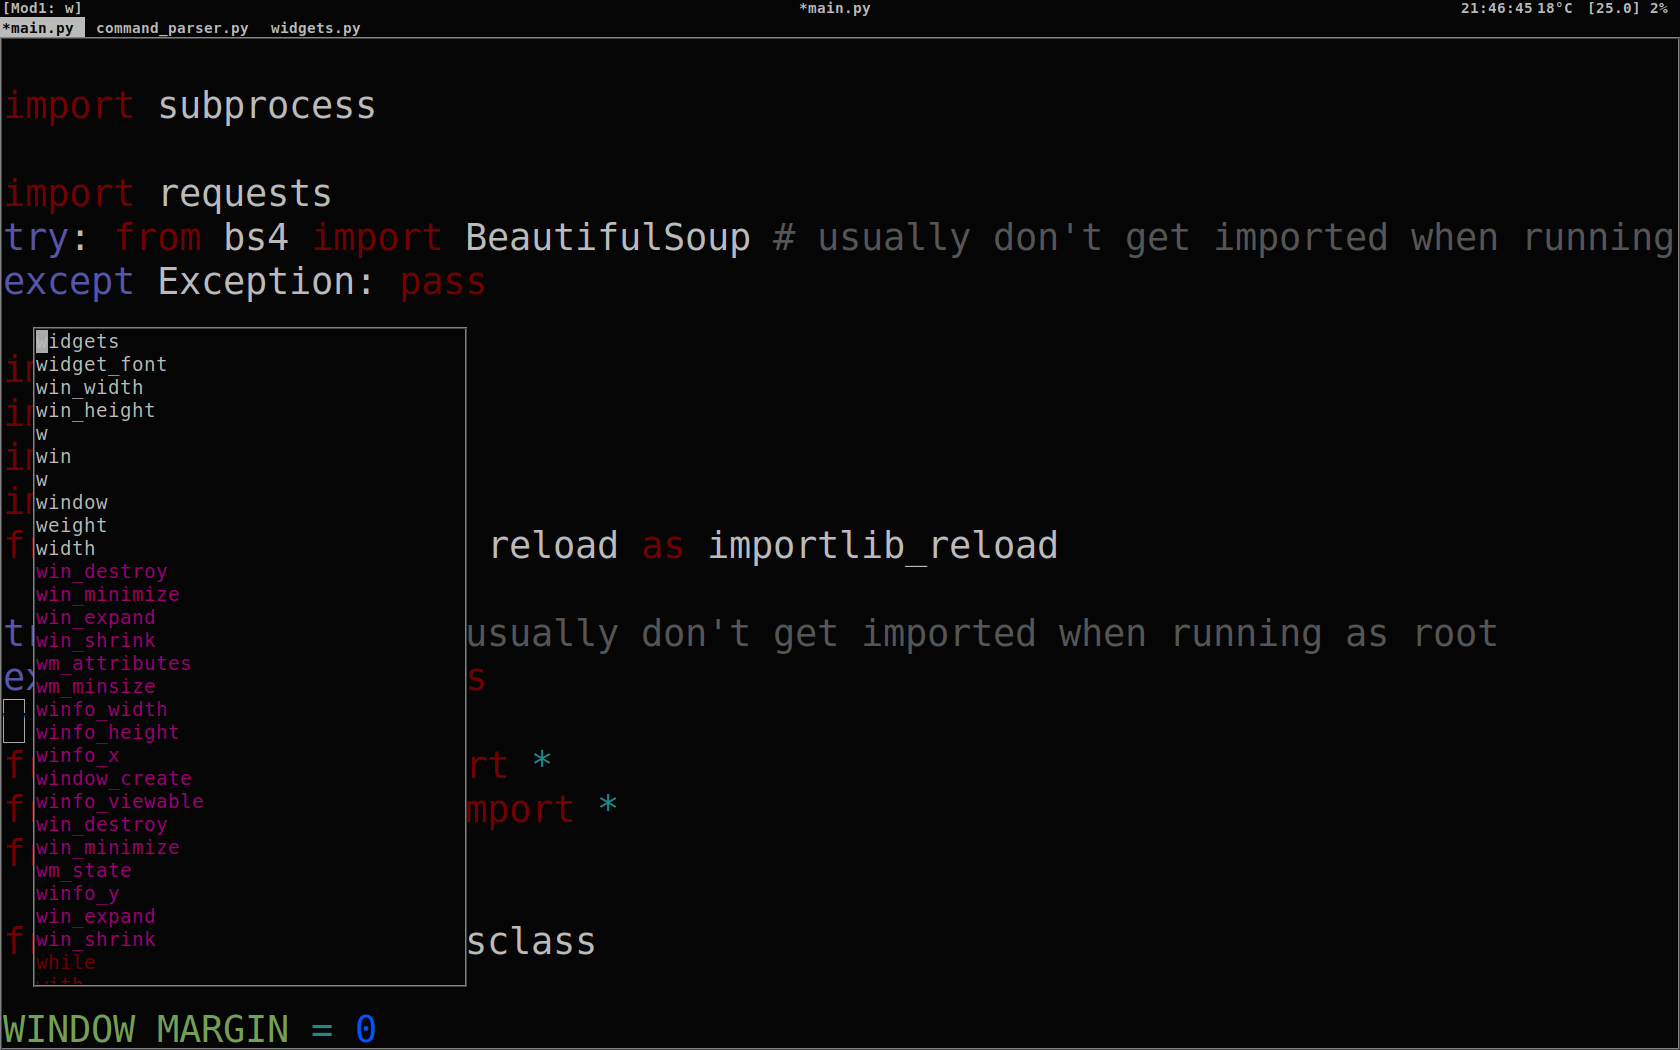 [Mod1: w] *main.py 21:46:45 18°C [25.0] 2%
*main.py command_parser.py widgets.py
import subprocess
import requests
try: from bs4 import BeautifulSoup # usually don't get imported when running
except Exception: pass
widgets
widget_font
win_width
win_height
w
win
w
window
weight
width
reload as importlib_reload
win_destroy
win_minimize
win_expand
win_shrink
usually don't get imported when running as root
wm_attributes
wm_minsize
winfo_width
winfo_height
winfo_x
*
window_create
winfo_viewable
*
win_destroy
win_minimize
wm_state
winfo_y
win_expand
win_shrink
sclass
while
with
WINDOW MARGIN = 0